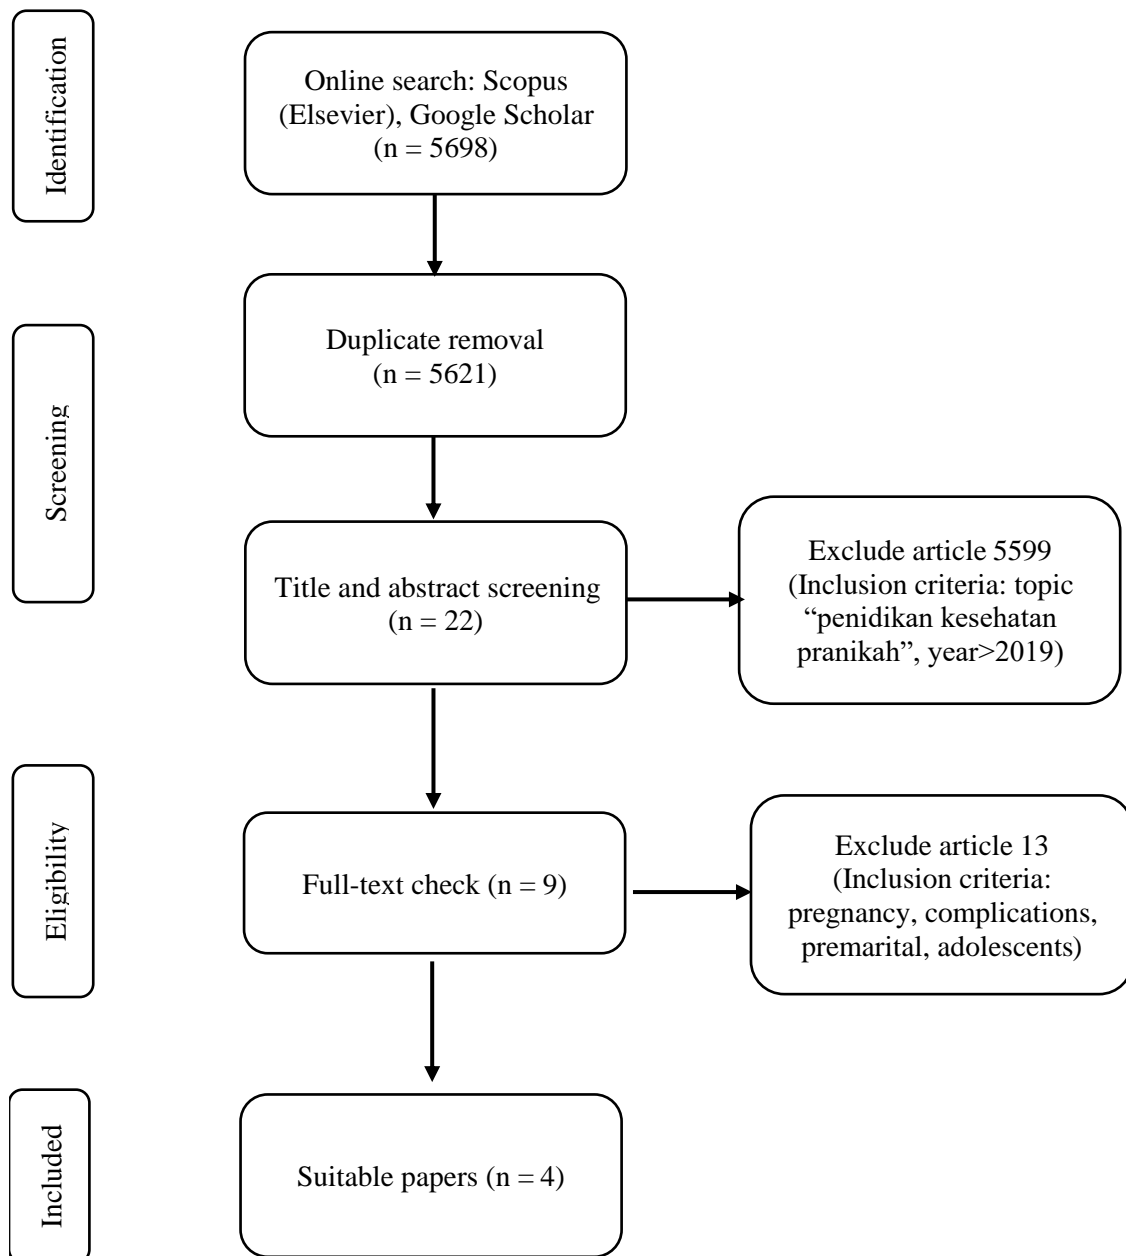 Identification
Online search: Scopus
(Elsevier), Google Scholar
(n = 5698)
Screening
Duplicate removal
(n = 5621)
Title and abstract screening
(n = 22)
Exclude article 5599
(Inclusion criteria: topic
“penidikan kesehatan
pranikah”, year>2019)
Eligibility
Full-text check (n = 9)
Exclude article 13
(Inclusion criteria:
pregnancy, complications,
premarital, adolescents)
Included
Suitable papers (n = 4)